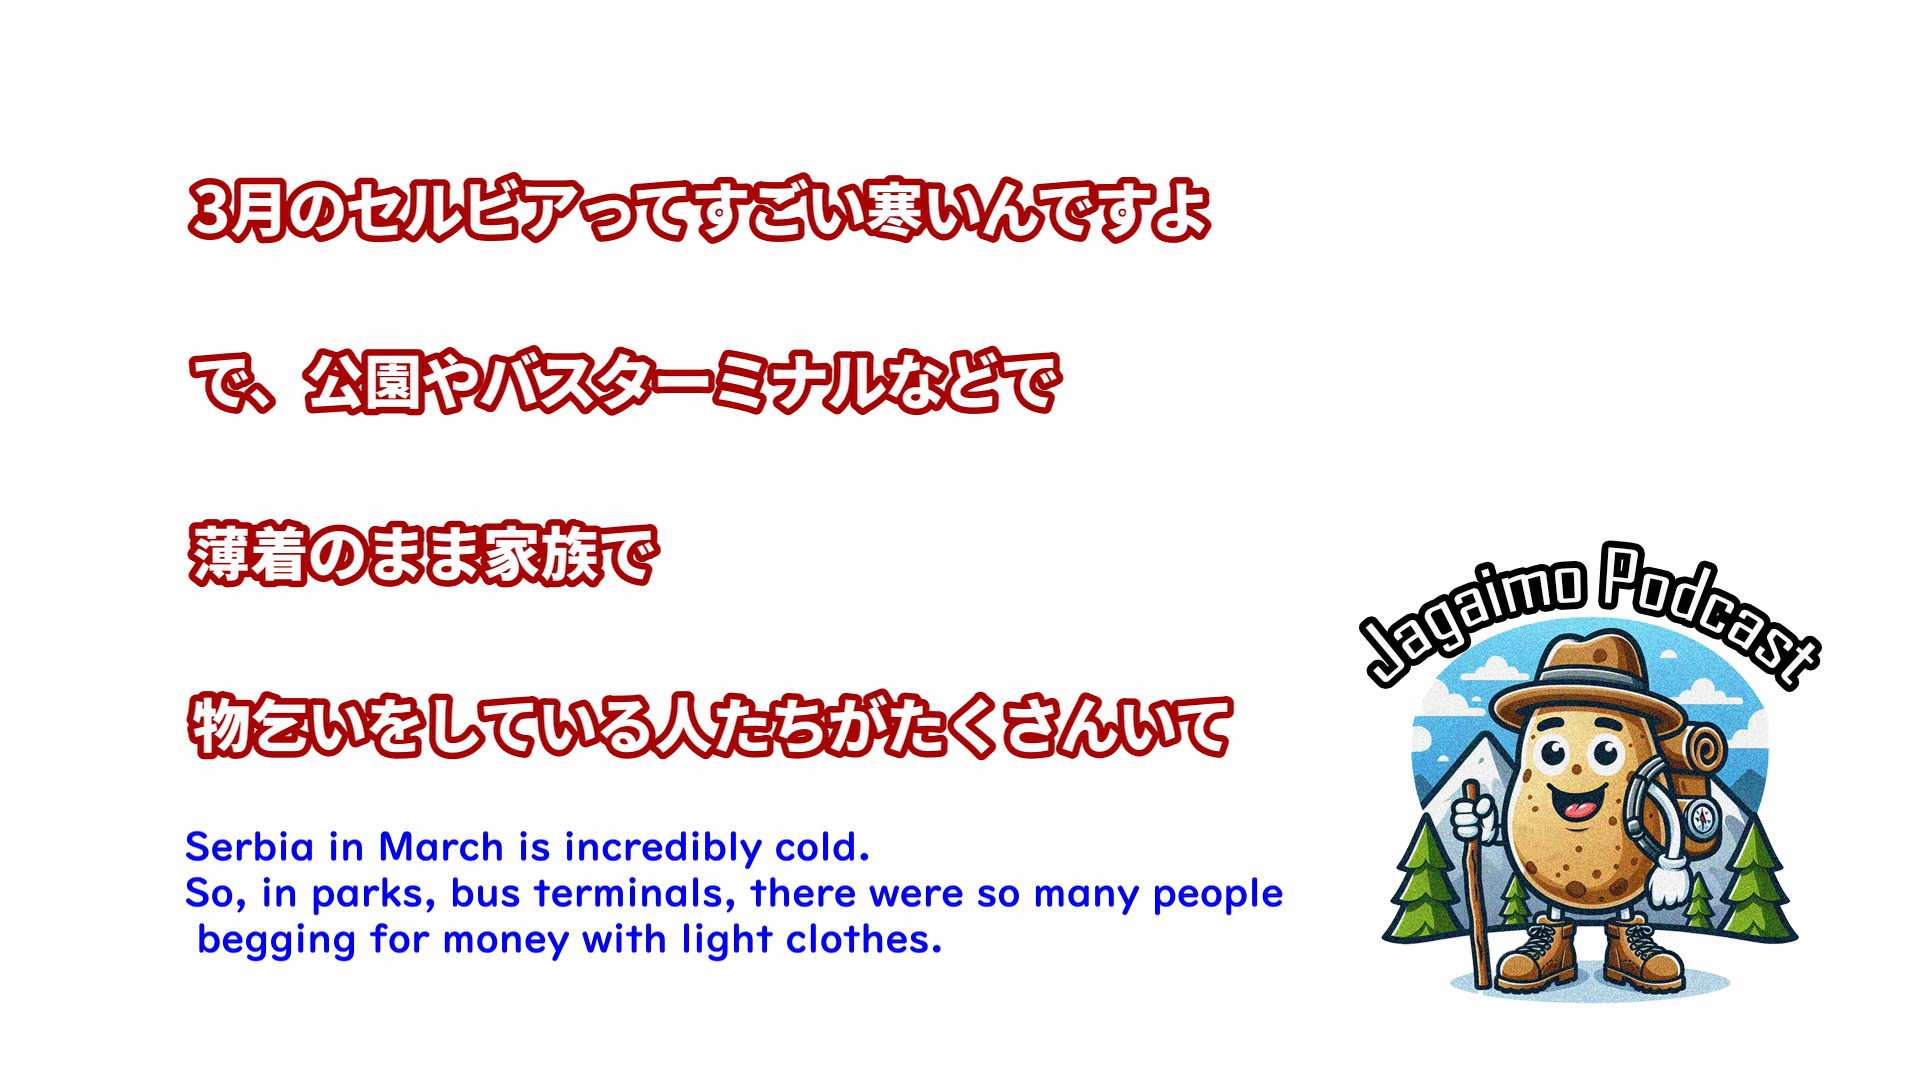 3月のセルビアってすごい寒いんですよ
で、公園やバスターミナルなどで
薄着のまま家族で
物乞いをしている人たちがたくさんいて
Serbia in March is incredibly cold.
So, in parks, bus terminals, there were so many people
begging for money with light clothes.
Jagaimo Podcast